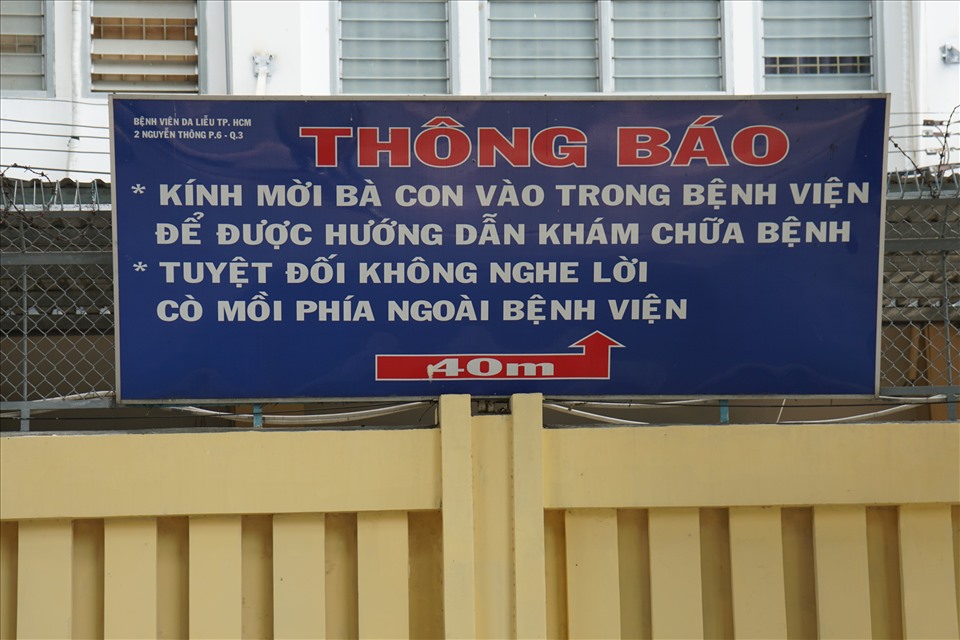 BỆNH VIỆN DA LIỄU TP. HCM
2 NGUYỄN THÔNG P.6 - Q.3
THÔNG BÁO
* KÍNH MỜI BÀ CON VÀO TRONG BỆNH VIỆN
ĐỂ ĐƯỢC HƯỚNG DẪN KHÁM CHỮA BỆNH
* TUYỆT ĐỐI KHÔNG NGHE LỜI
CÒ MỒI PHÍA NGOÀI BỆNH VIỆN
40m